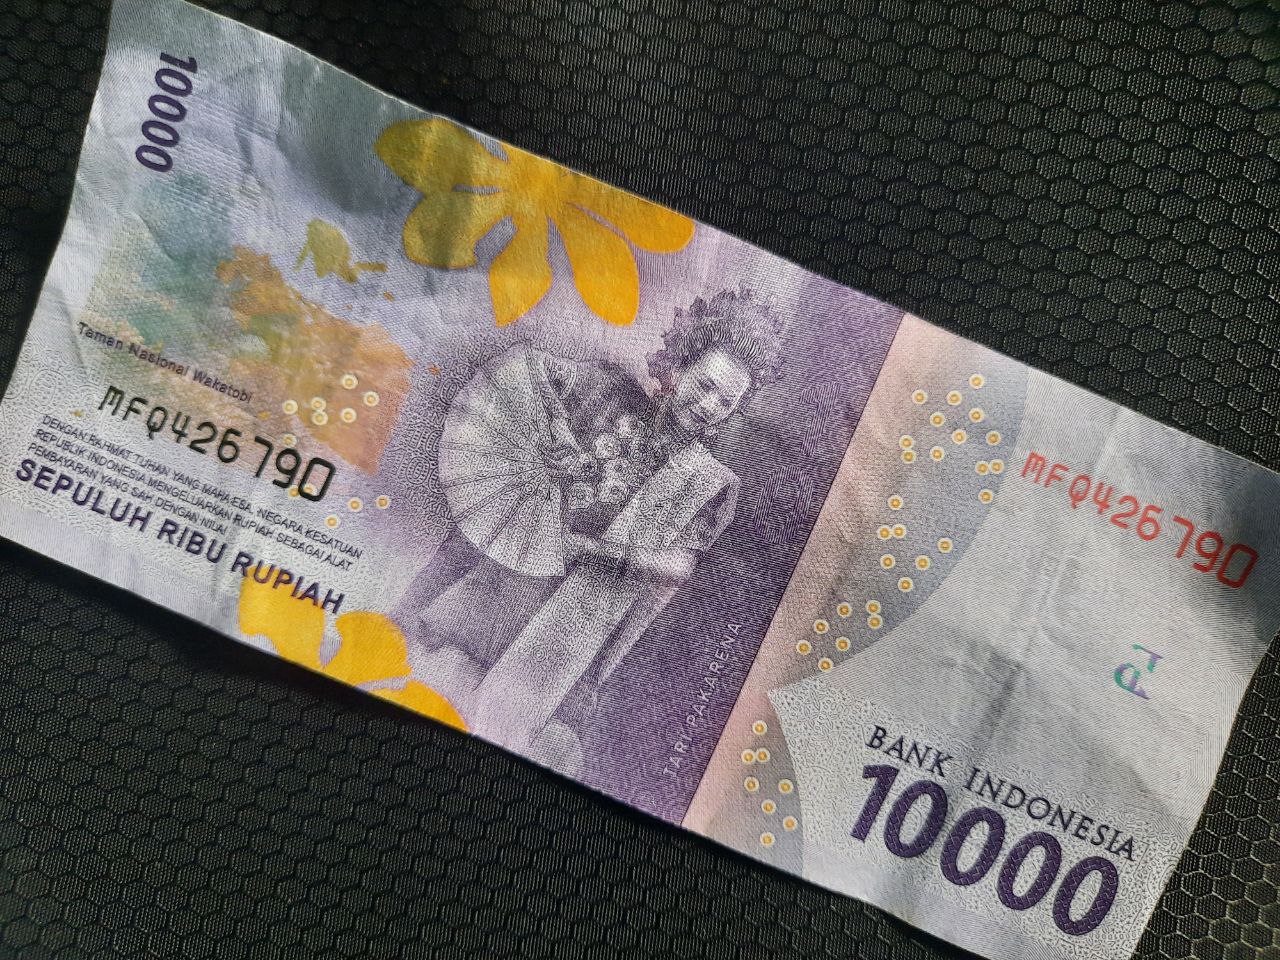 10000
Taman Nasional Wakatobi
MFQ426790
DENGAN RAHMAT TUHAN YANG MAHA ESA, NEGARA KESATUAN
REPUBLIK INDONESIA MENGELUARKAN RUPIAH SEBAGAI ALAT
PEMBAYARAN YANG SAH DENGAN NILAI
SEPULUH RIBU RUPIAH
TARI PAKARENA
MFQ426790
BANK INDONESIA
10000